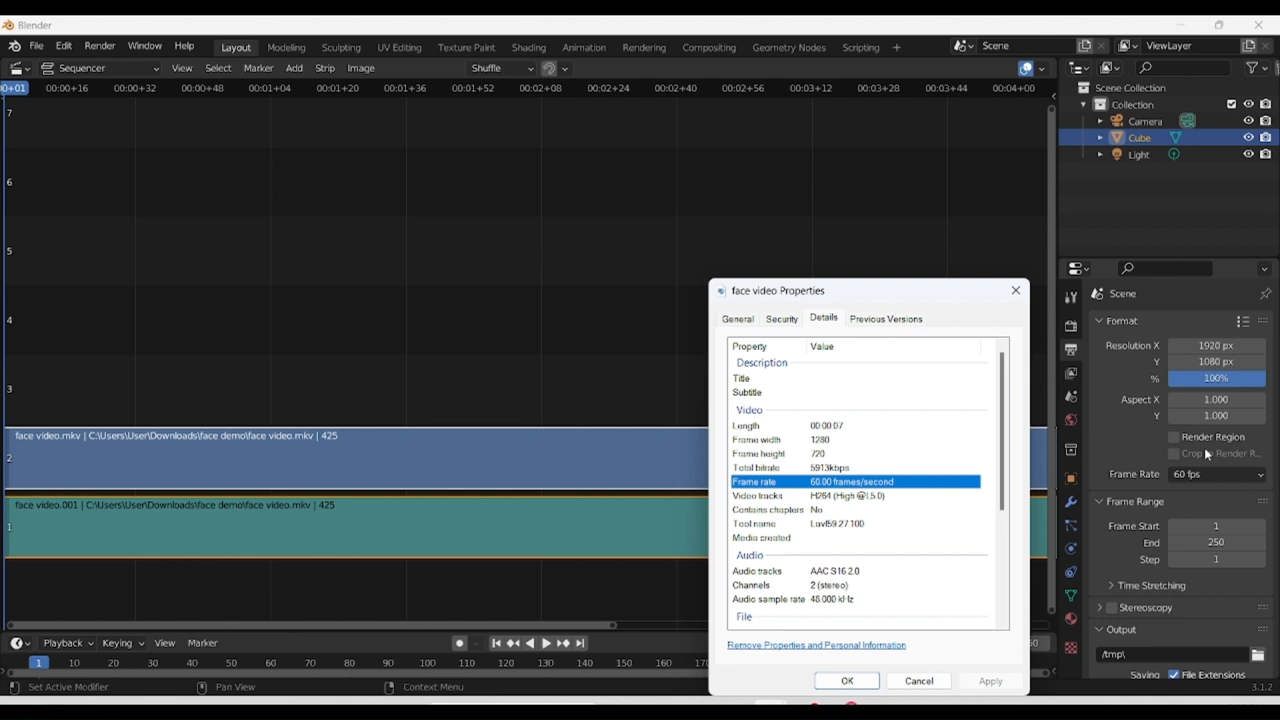 Blender
File Edit Render Window Help Layout Modeling Sculpting UV Editing Texture Paint Shading Animation Rendering Compositing Geometry Nodes Scripting + Scene ViewLayer
Sequencer View Select Marker Add Strip Image Shuffle
0+01 00:00+16 00:00+32 00:00+48 00:01+04 00:01+20 00:01+36 00:01+52 00:02+08 00:02+24 00:02+40 00:02+56 00:03+12 00:03+28 00:03+44 00:04+00
7
6
5
4
3
face video.mkv | C:\Users\User\Downloads\face demo\face video.mkv | 425
2
face video.001 | C:\Users\User\Downloads\face demo\face video.mkv | 425
1
Playback Keying View Marker
1 10 20 30 40 50 60 70 80 90 100 110 120 130 140 150 160
Set Active Modifier Pan View Context Menu 3.1.2
face video Properties
General Security Details Previous Versions
Property Value
Description
Title
Subtitle
Video
Length 00:00:07
Frame width 1280
Frame height 720
Total bitrate 5913kbps
Frame rate 60.00 frames/second
Video tracks H264 (High @L5.0)
Contains chapters No
Tool name Lavf59.27.100
Media created
Audio
Audio tracks AAC S16 2.0
Channels 2 (stereo)
Audio sample rate 48.000 kHz
File
Remove Properties and Personal Information
OK Cancel Apply
Scene Collection
Collection
Camera
Cube
Light
Scene
Format
Resolution X 1920 px
Y 1080 px
% 100%
Aspect X 1.000
Y 1.000
Render Region
Render R...
Frame Rate 60 fps
Frame Range
Frame Start 1
End 250
Step 1
Time Stretching
Stereoscopy
Output
/tmp\
Saving File Extensions